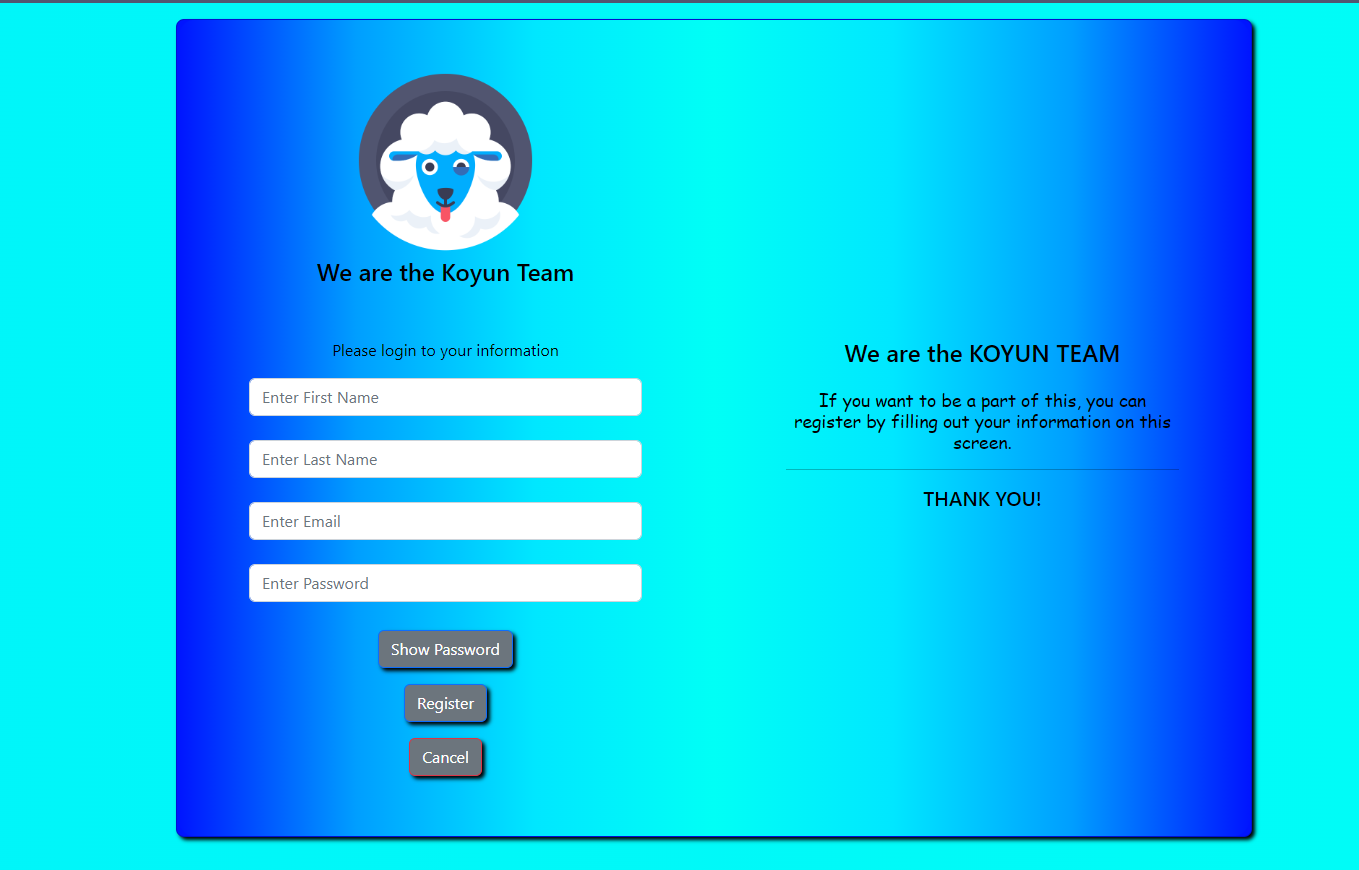 We are the Koyun Team
Please login to your information
Enter First Name
Enter Last Name
Enter Email
Enter Password
Show Password
Register
Cancel
We are the KOYUN TEAM
If you want to be a part of this, you can
register by filling out your information on this
screen.
THANK YOU!